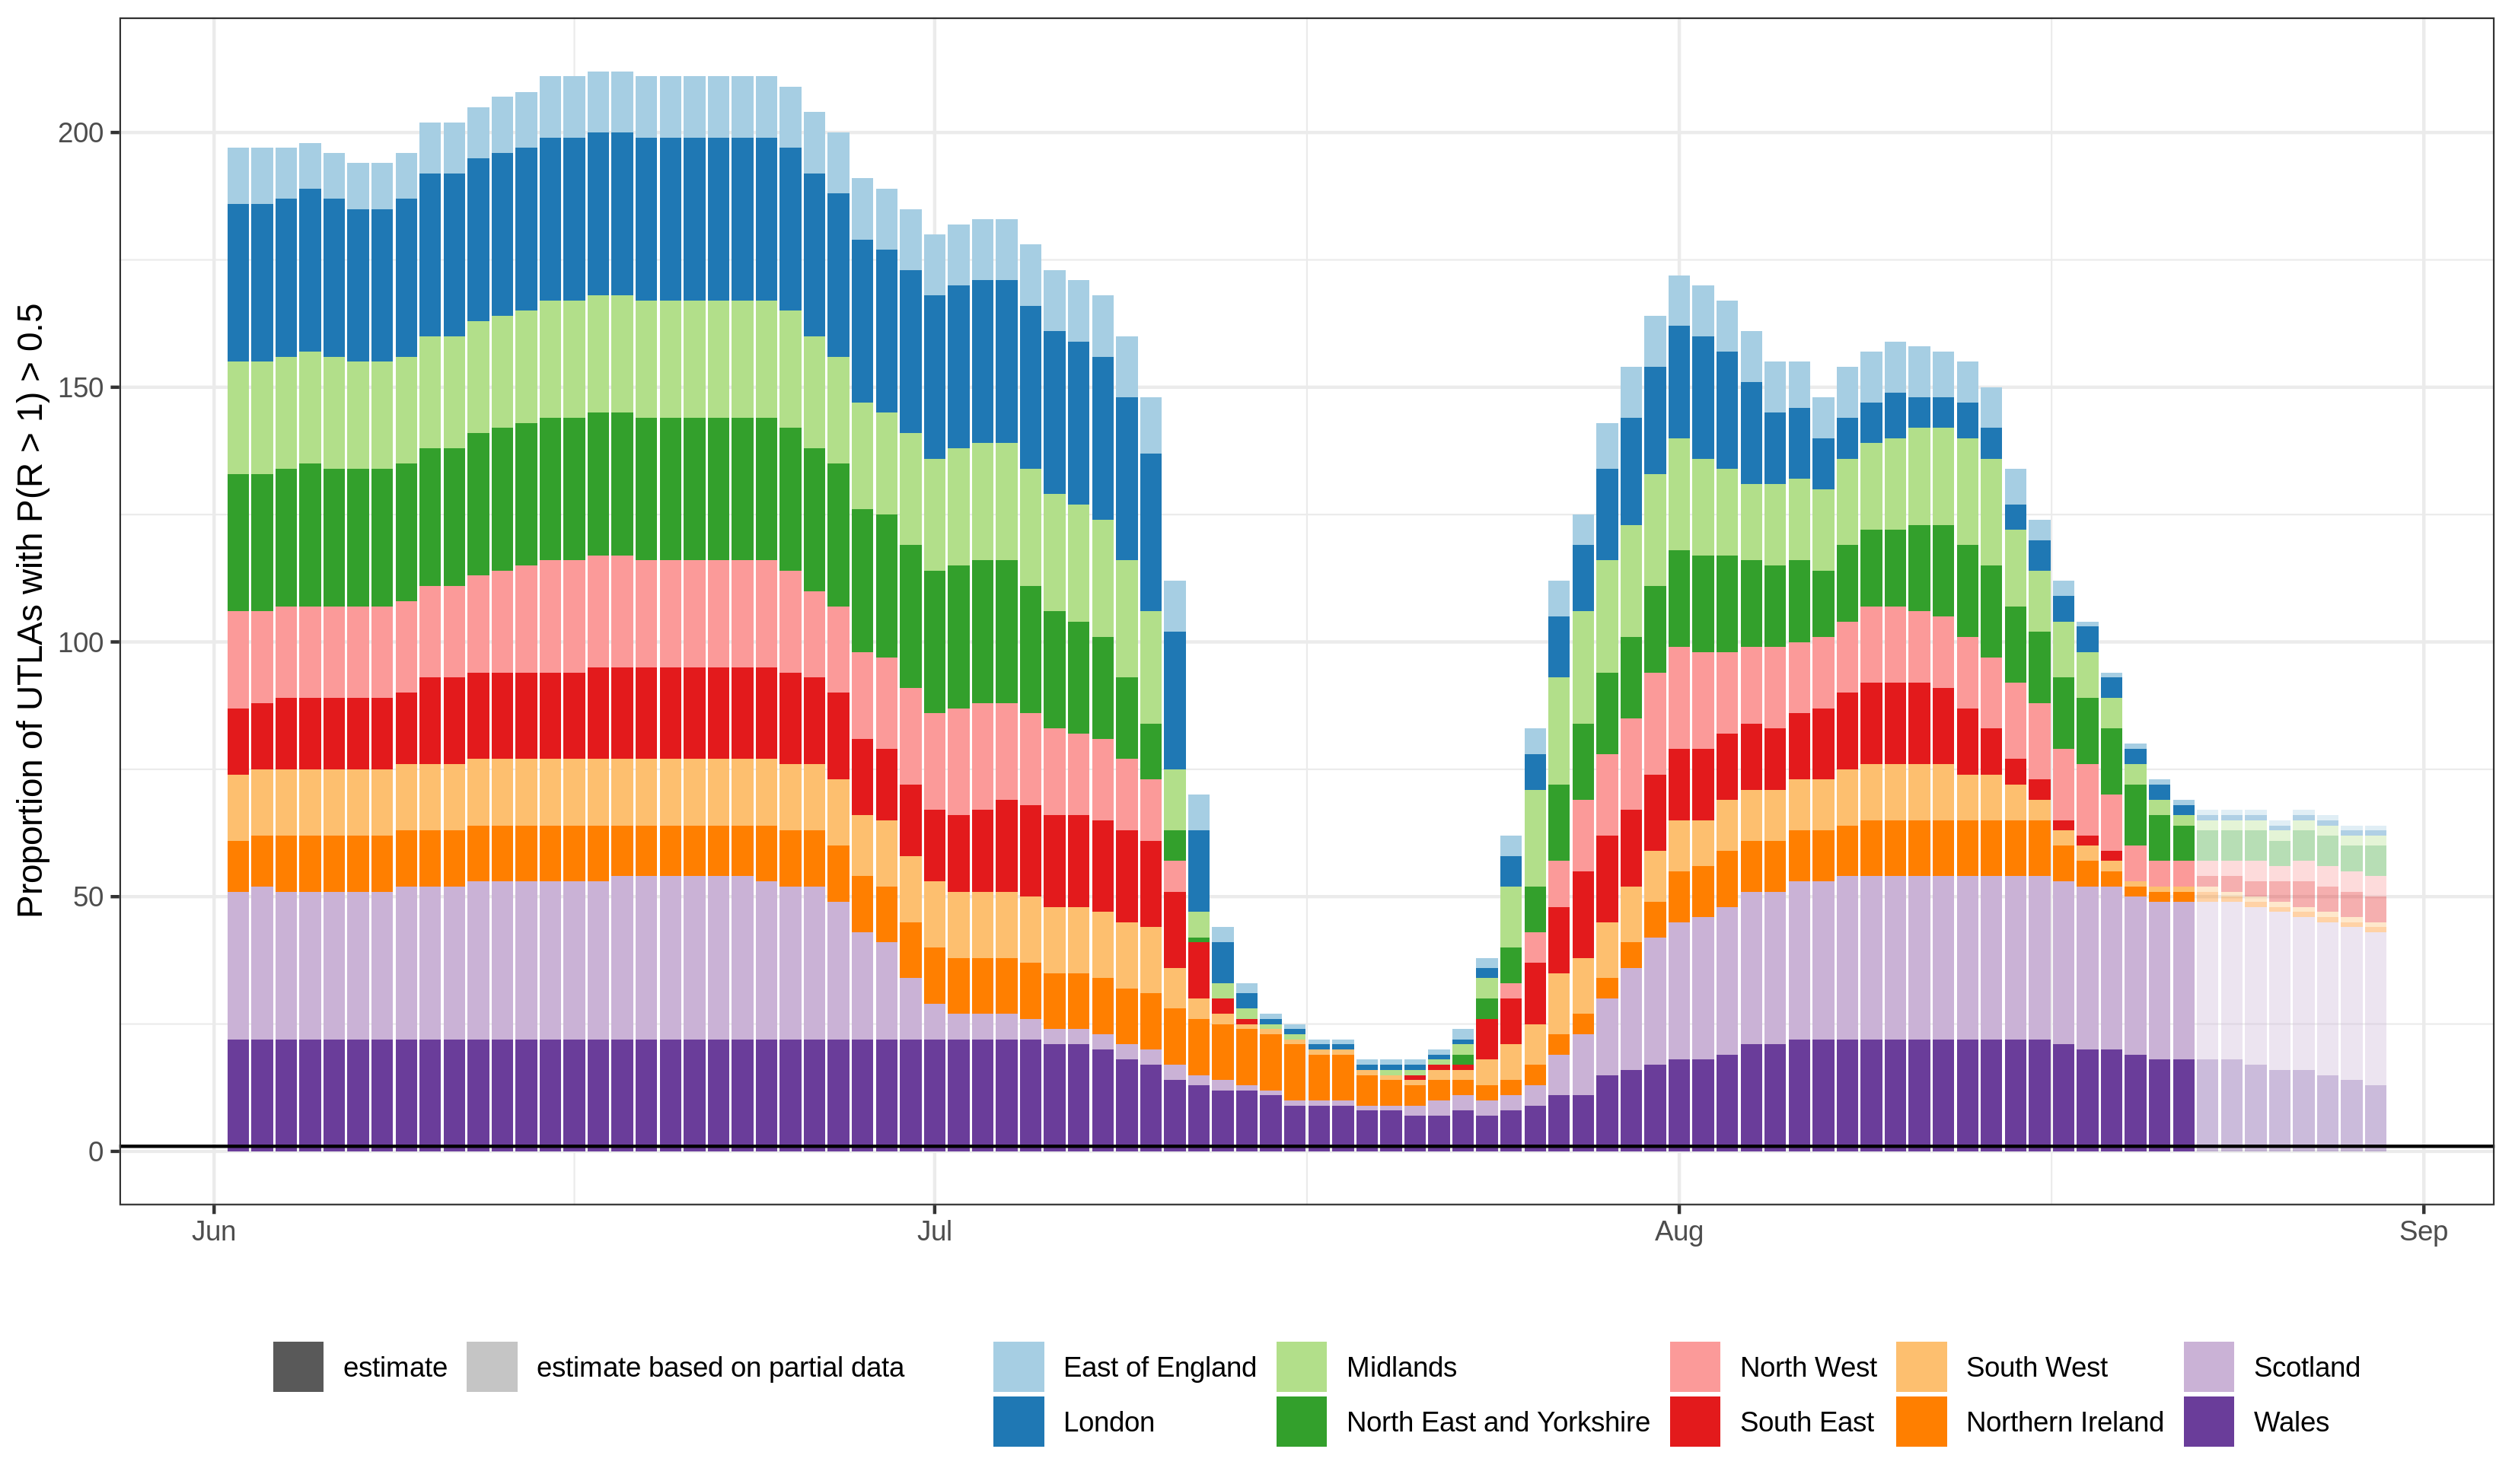 Proportion of UTLAs with P(R > 1) > 0.5
200
150
100
50
0
Jun Jul Aug Sep
estimate estimate based on partial data East of England Midlands North West South West Scotland
London North East and Yorkshire South East Northern Ireland Wales